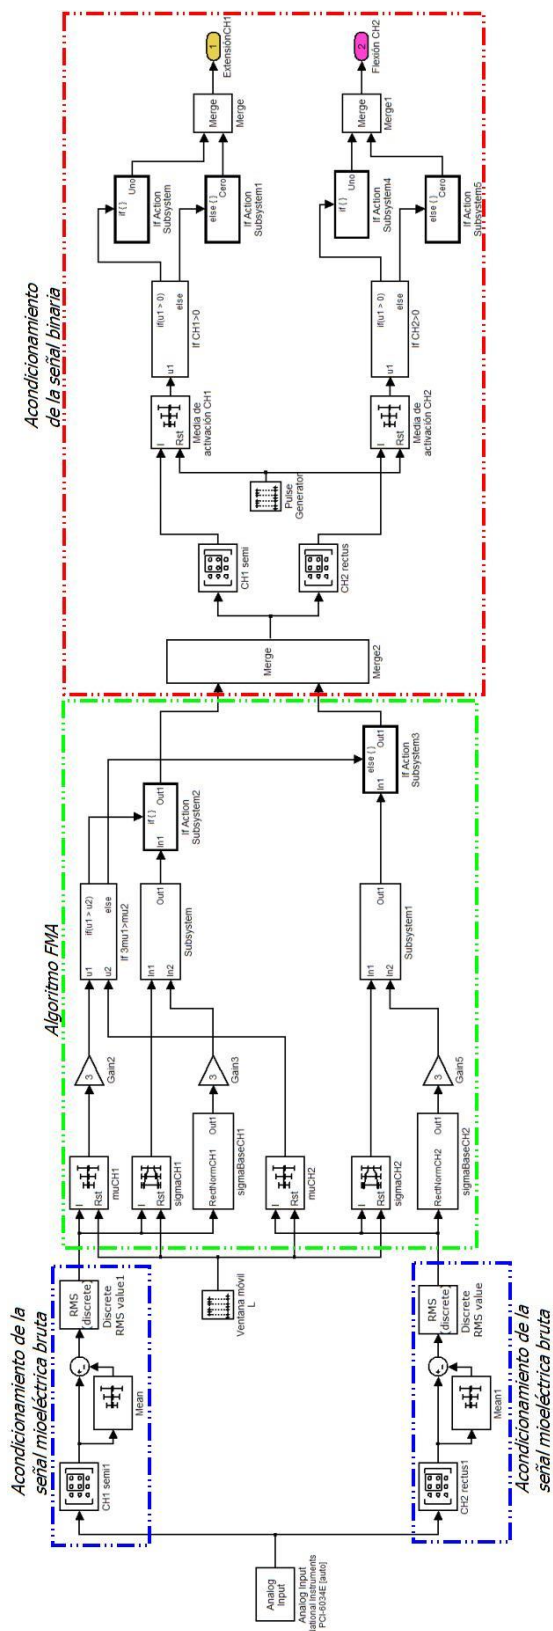 Acondicionamiento de la
señal mioeléctrica bruta
Algoritmo FMA
Acondicionamiento
de la señal binaria
Analog
Input
Analog Input
National Instruments
PCI-6034E [auto]
CH1 semi1
Mean
RMS
(discrete)
Discrete
RMS value1
CH2 rectus1
Mean1
RMS
(discrete)
Discrete
RMS value
Acondicionamiento de la
señal mioeléctrica bruta
Ventana móvil
L
I
Rst
muCH1
I
Rst
sigmaCH1
RectNormCH1
Out1
sigmaBaseCH1
I
Rst
muCH2
I
Rst
sigmaCH2
RectNormCH2
Out1
sigmaBaseCH2
3
Gain2
3
Gain3
3
Gain5
u1
u2
if(u1 > u2)
else
If 3mu1>mu2
In1
In2
Out1
Subsystem
In1
In2
Out1
Subsystem1
if { }
In1
Out1
If Action
Subsystem2
else { }
In1
Out1
If Action
Subsystem3
Merge
Merge2
CH1 semi
CH2 rectus
Pulse
Generator
I
Rst
Media de
activación CH1
I
Rst
Media de
activación CH2
u1
if(u1 > 0)
else
If CH1>0
u1
if(u1 > 0)
else
If CH2>0
if { }
Uno
If Action
Subsystem
else { }
Cero
If Action
Subsystem1
if { }
Uno
If Action
Subsystem4
else { }
Cero
If Action
Subsystem5
Merge
Merge
Merge
Merge1
1
ExtensiónCH1
2
Flexión CH2